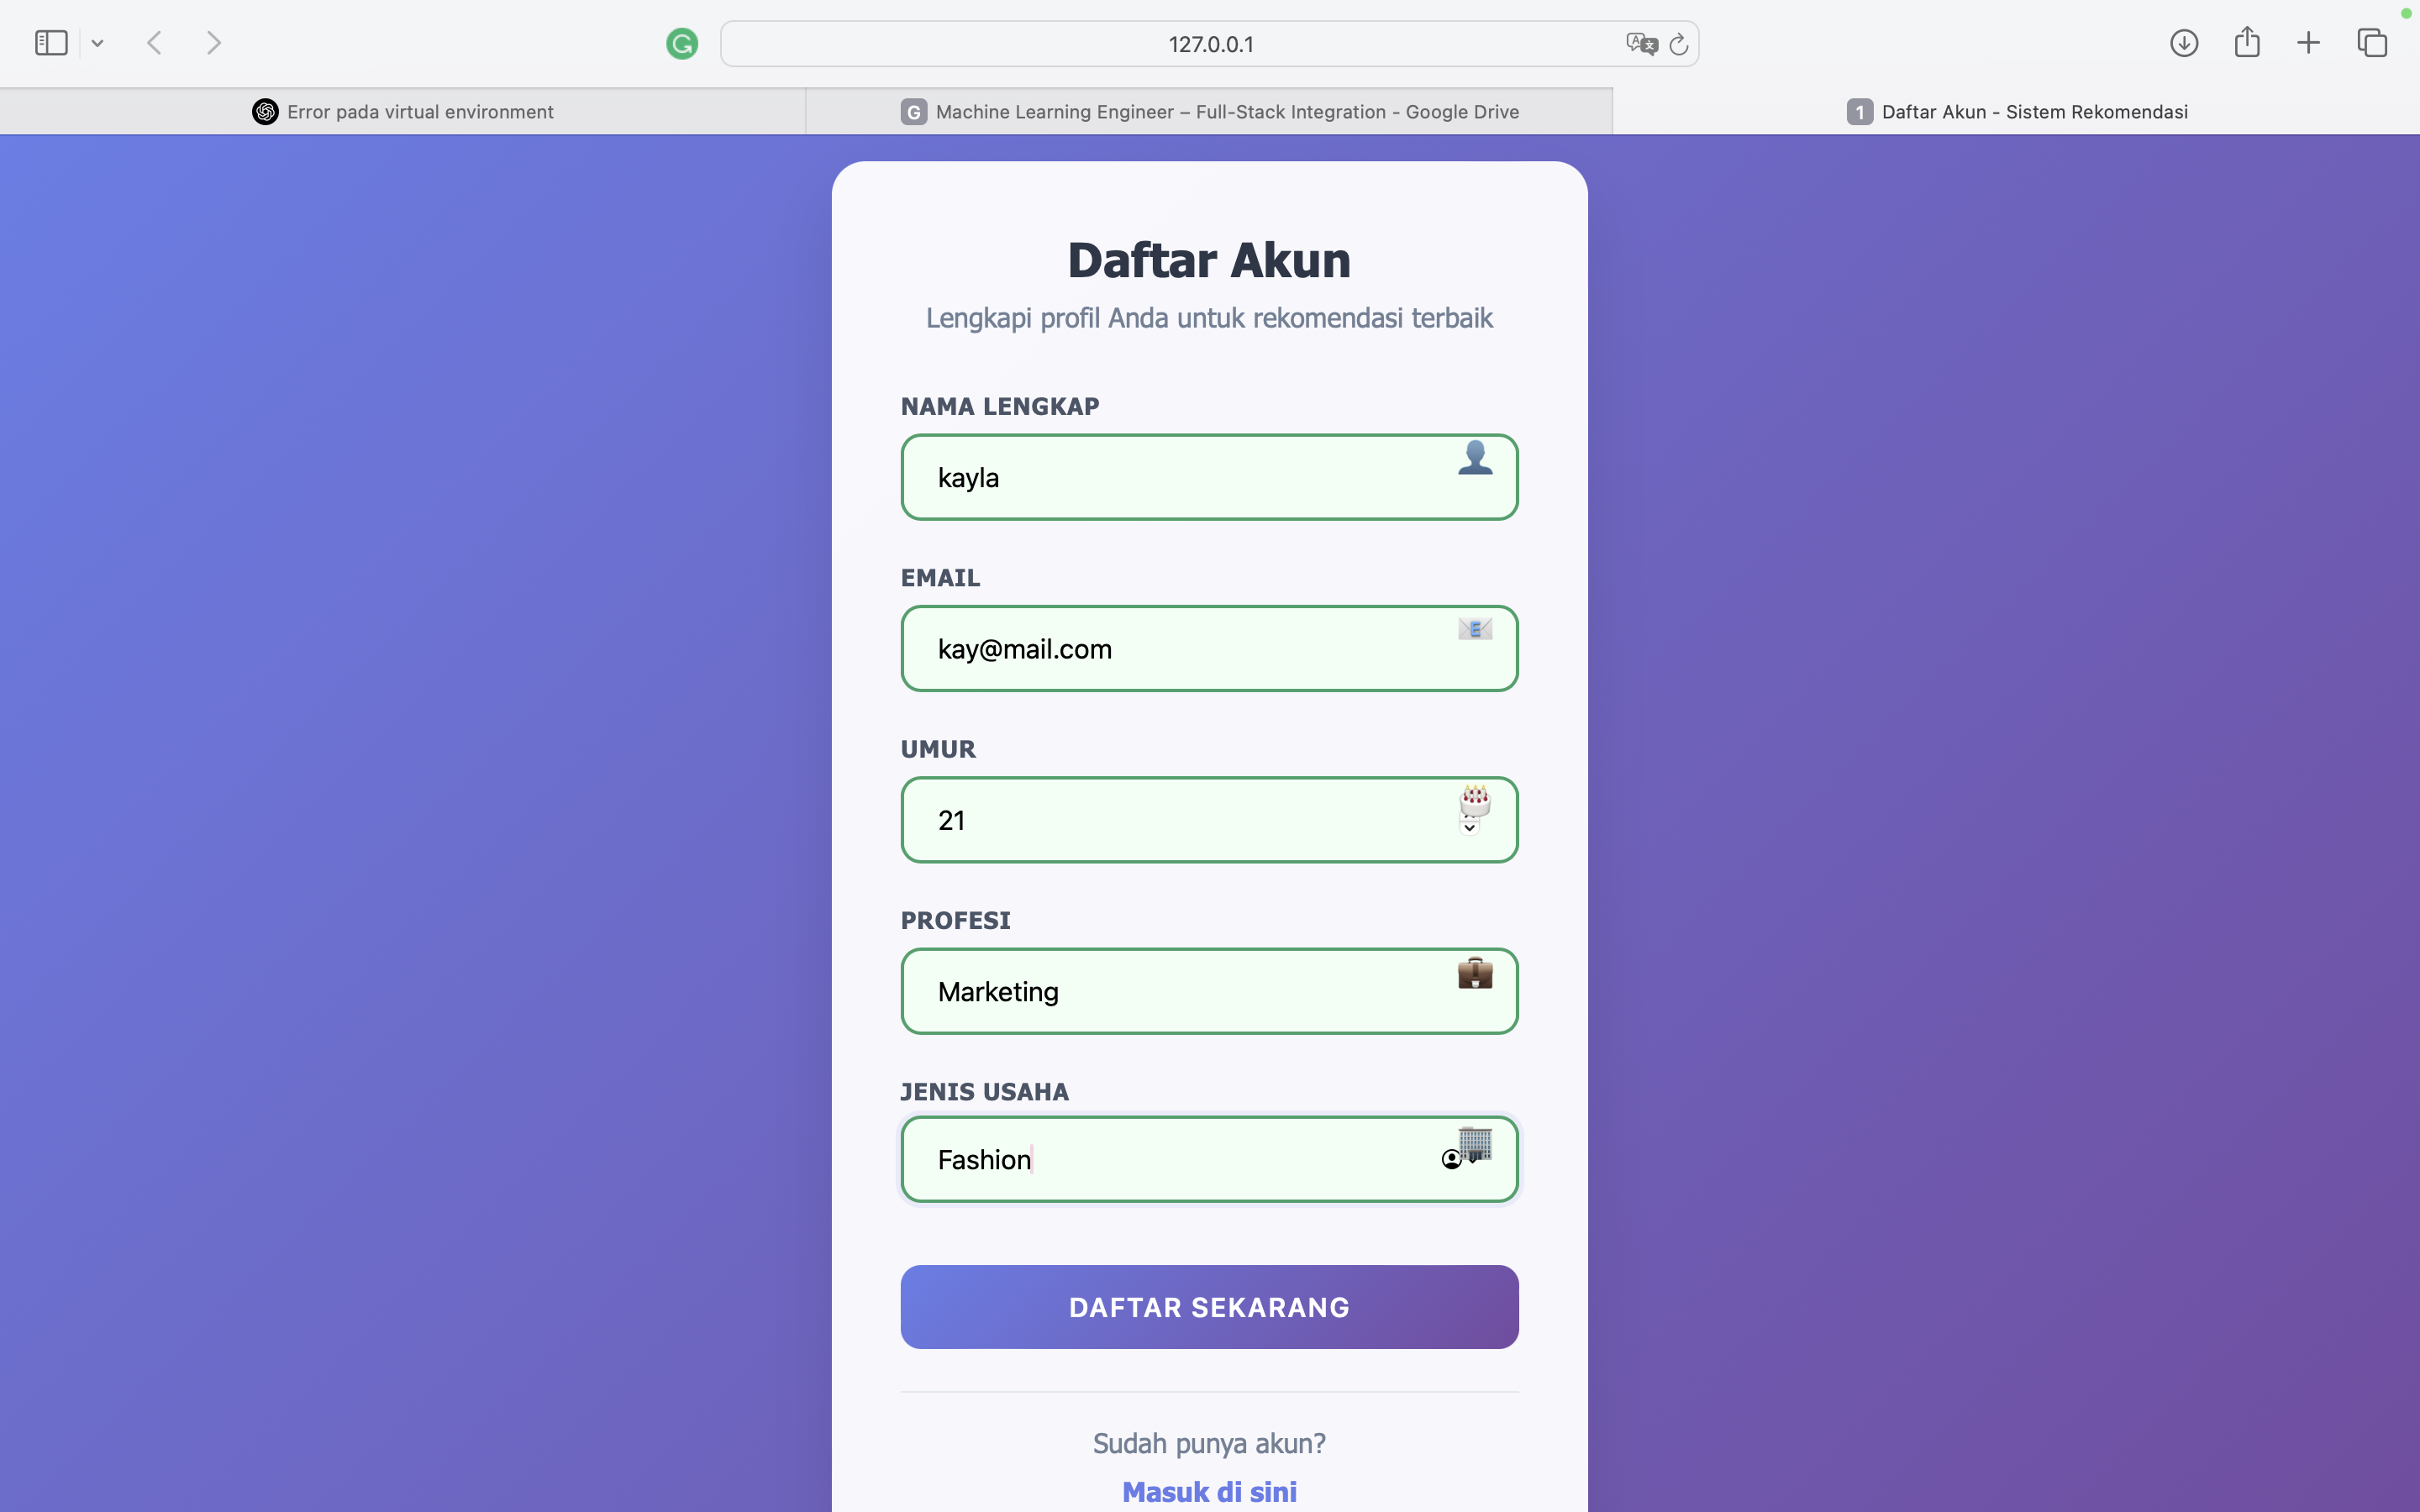 127.0.0.1
Error pada virtual environment
G Machine Learning Engineer – Full-Stack Integration - Google Drive
1 Daftar Akun - Sistem Rekomendasi
Daftar Akun
Lengkapi profil Anda untuk rekomendasi terbaik
NAMA LENGKAP
kayla
EMAIL
kay@mail.com
UMUR
21
PROFESI
Marketing
JENIS USAHA
Fashion
DAFTAR SEKARANG
Sudah punya akun?
Masuk di sini